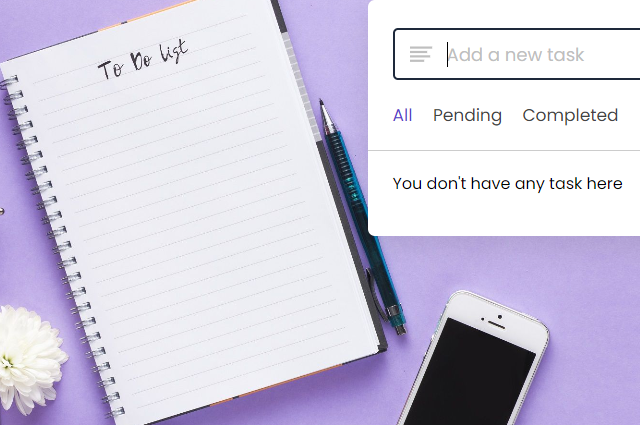 To Do list
Add a new task
All Pending Completed
You don't have any task here